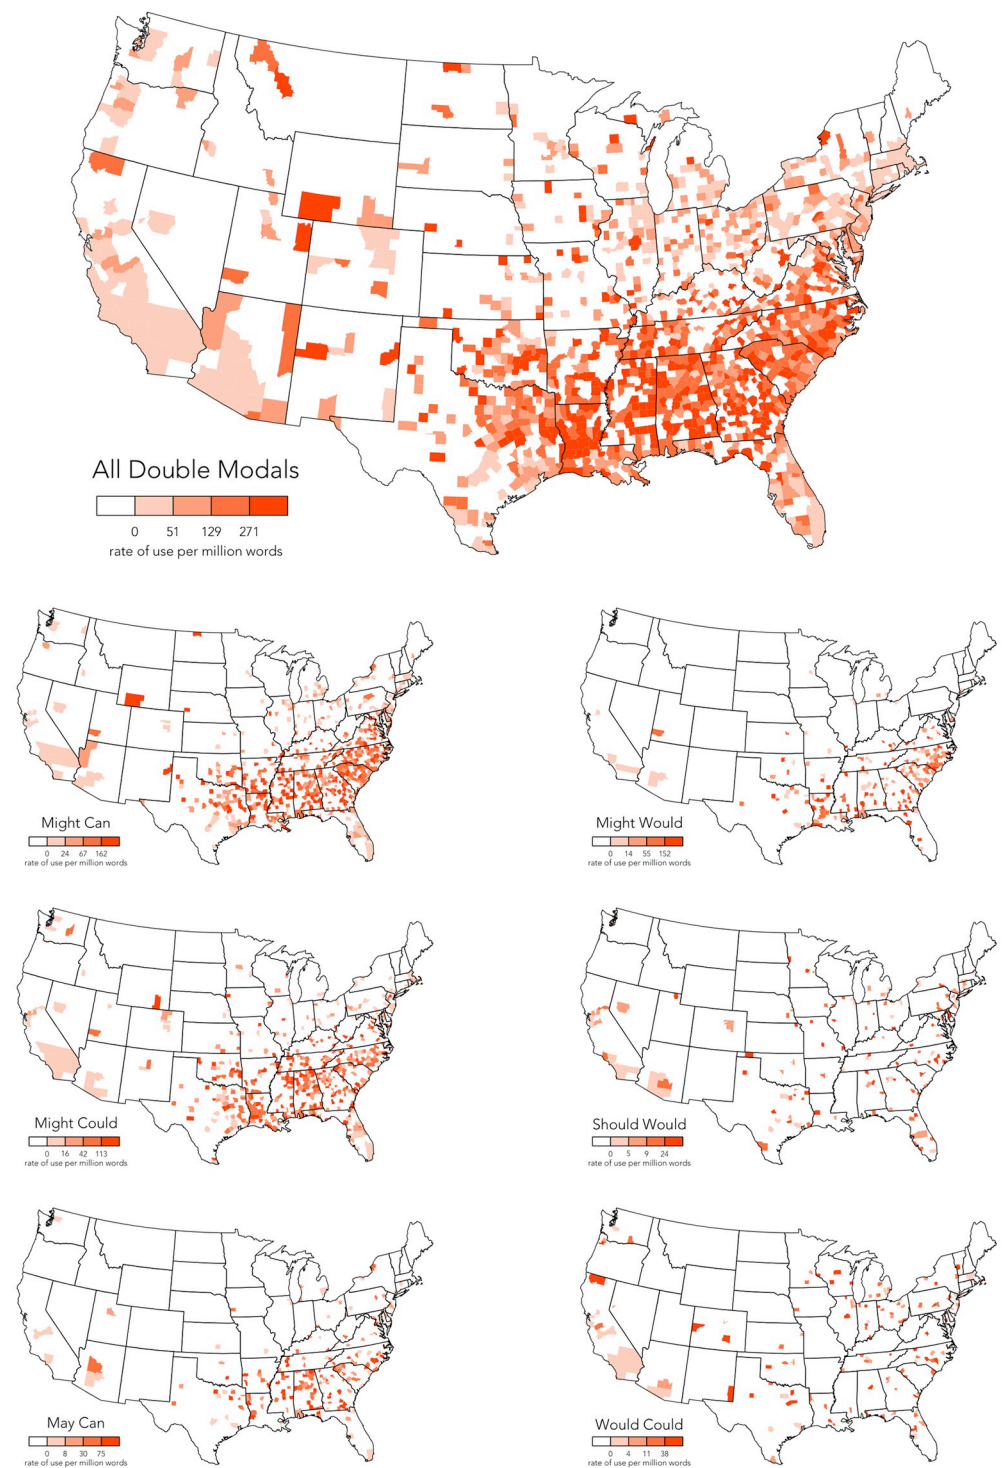 All Double Modals
0 51 129 271
rate of use per million words
Might Can
0 24 67 162
rate of use per million words
Might Would
0 14 55 152
rate of use per million words
Might Could
0 16 42 113
rate of use per million words
Should Would
0 5 9 24
rate of use per million words
May Can
0 8 30 75
rate of use per million words
Would Could
0 4 11 38
rate of use per million words